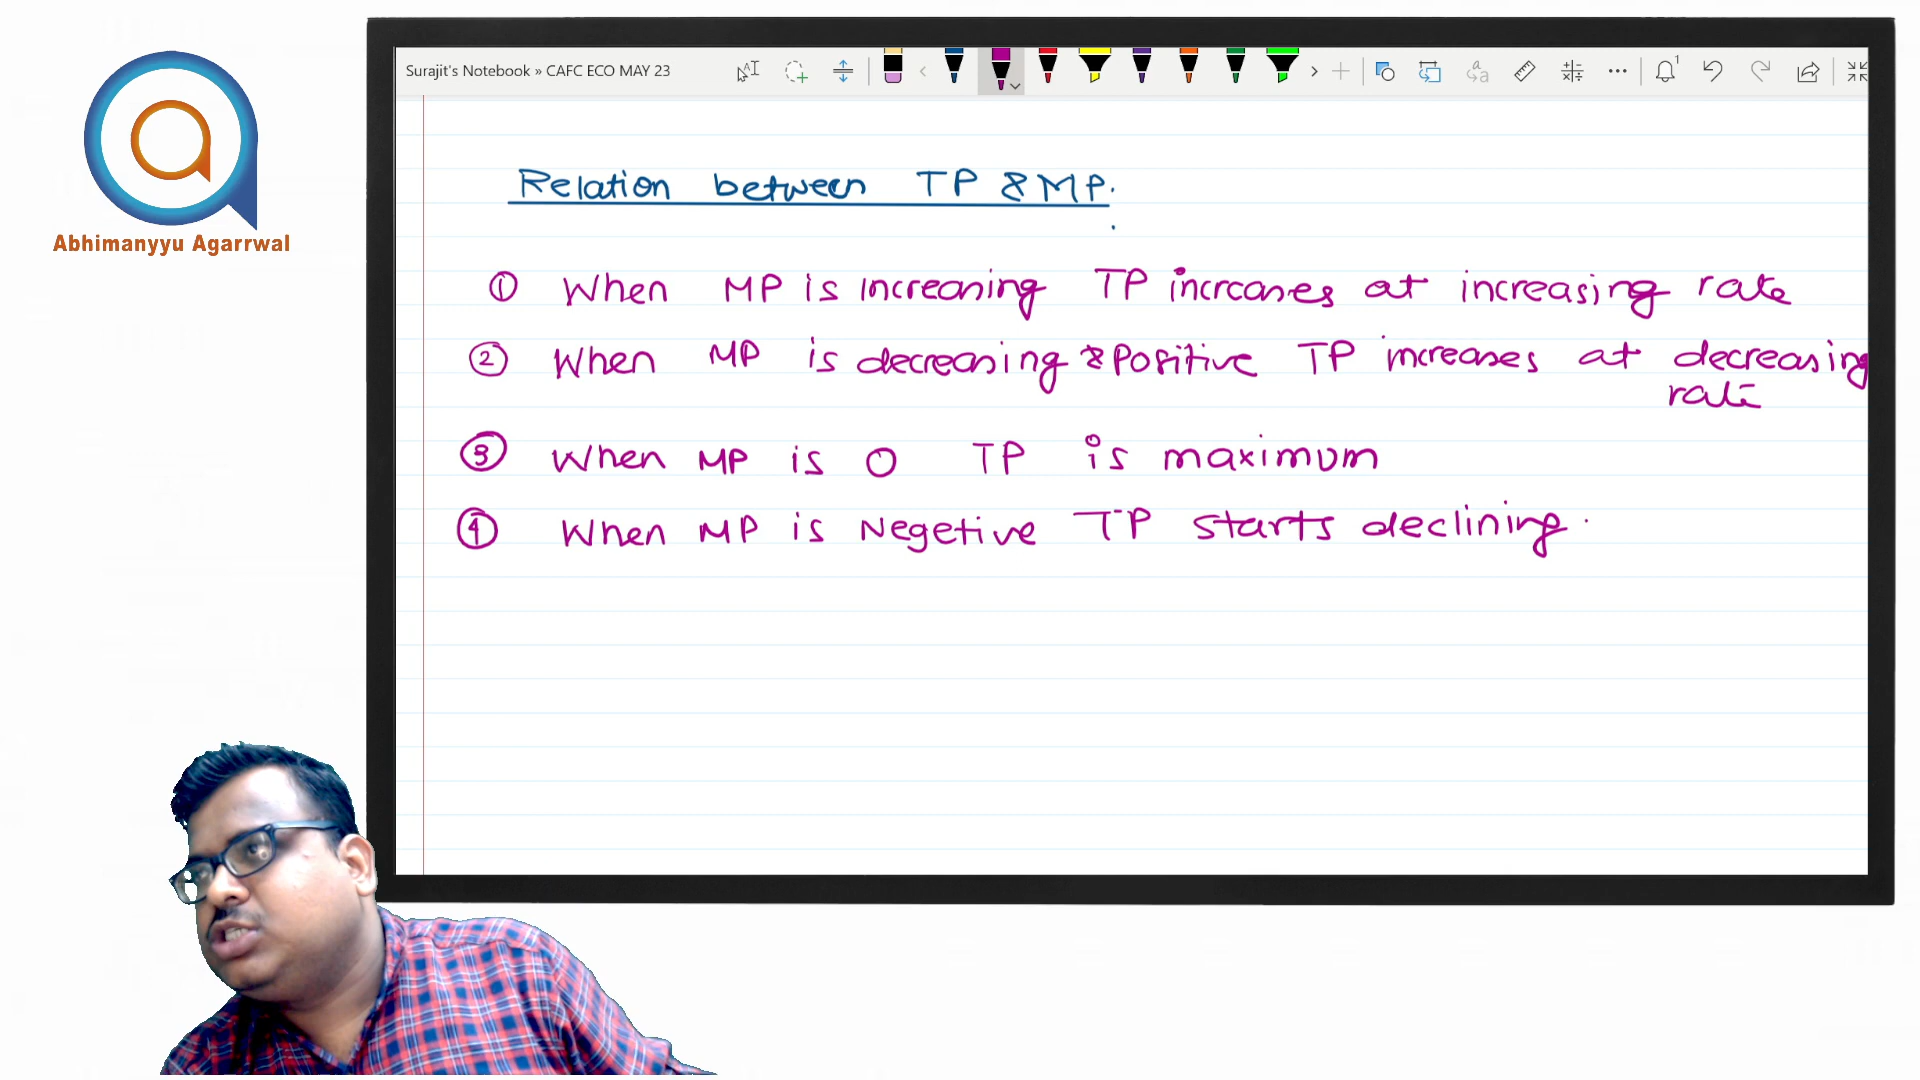 Surajit's Notebook » CAFC ECO MAY 23
Abhimanyyu Agarrwal
Relation between TP & MP.
① When MP is increasing TP increases at increasing rate
② When MP is decreasing & Positive TP increases at decreasing
rate
③ When MP is 0 TP is maximum
④ When MP is Negetive TP starts declining.